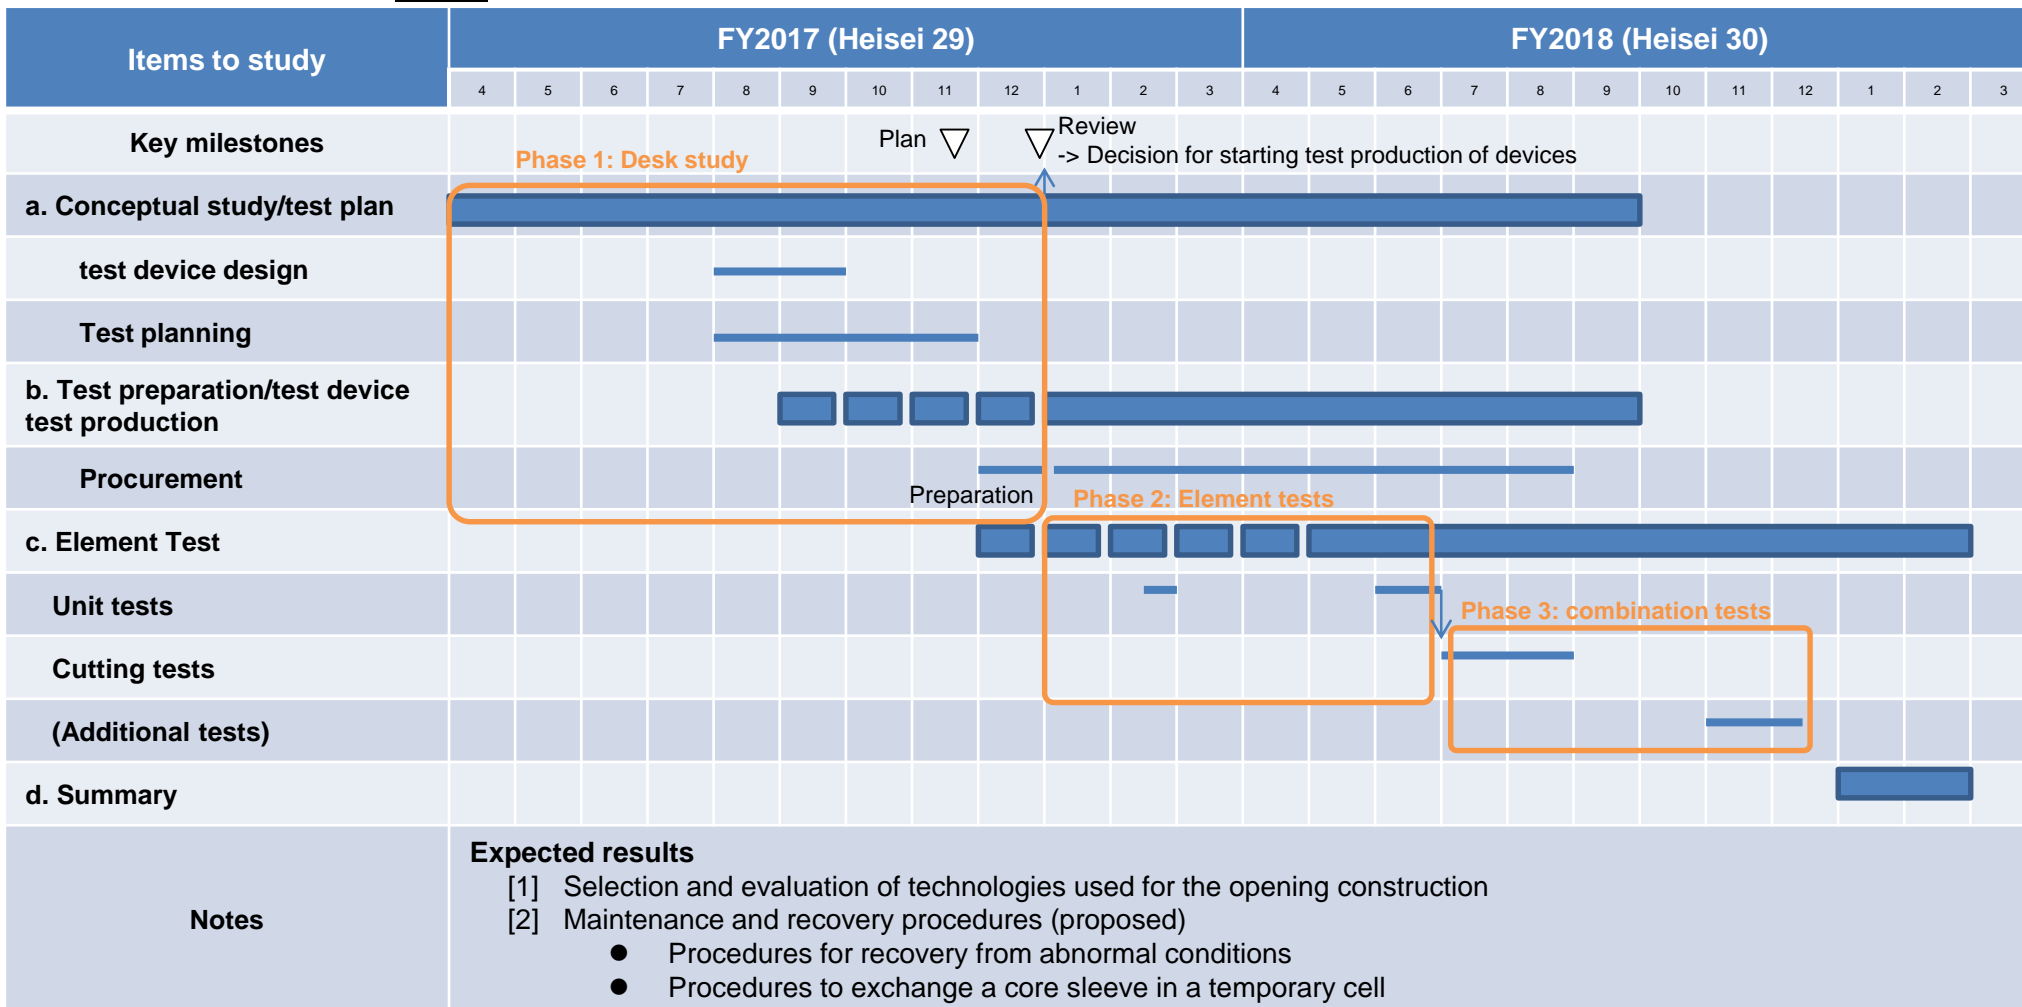 Items to study
FY2017 (Heisei 29)
FY2018 (Heisei 30)
4 5 6 7 8 9 10 11 12 1 2 3 4 5 6 7 8 9 10 11 12 1 2 3
Key milestones
Plan
Review
-> Decision for starting test production of devices
Phase 1: Desk study
a. Conceptual study/test plan
test device design
Test planning
b. Test preparation/test device
test production
Procurement
Preparation
Phase 2: Element tests
c. Element Test
Unit tests
Phase 3: combination tests
Cutting tests
(Additional tests)
d. Summary
Notes
Expected results
[1] Selection and evaluation of technologies used for the opening construction
[2] Maintenance and recovery procedures (proposed)
● Procedures for recovery from abnormal conditions
● Procedures to exchange a core sleeve in a temporary cell